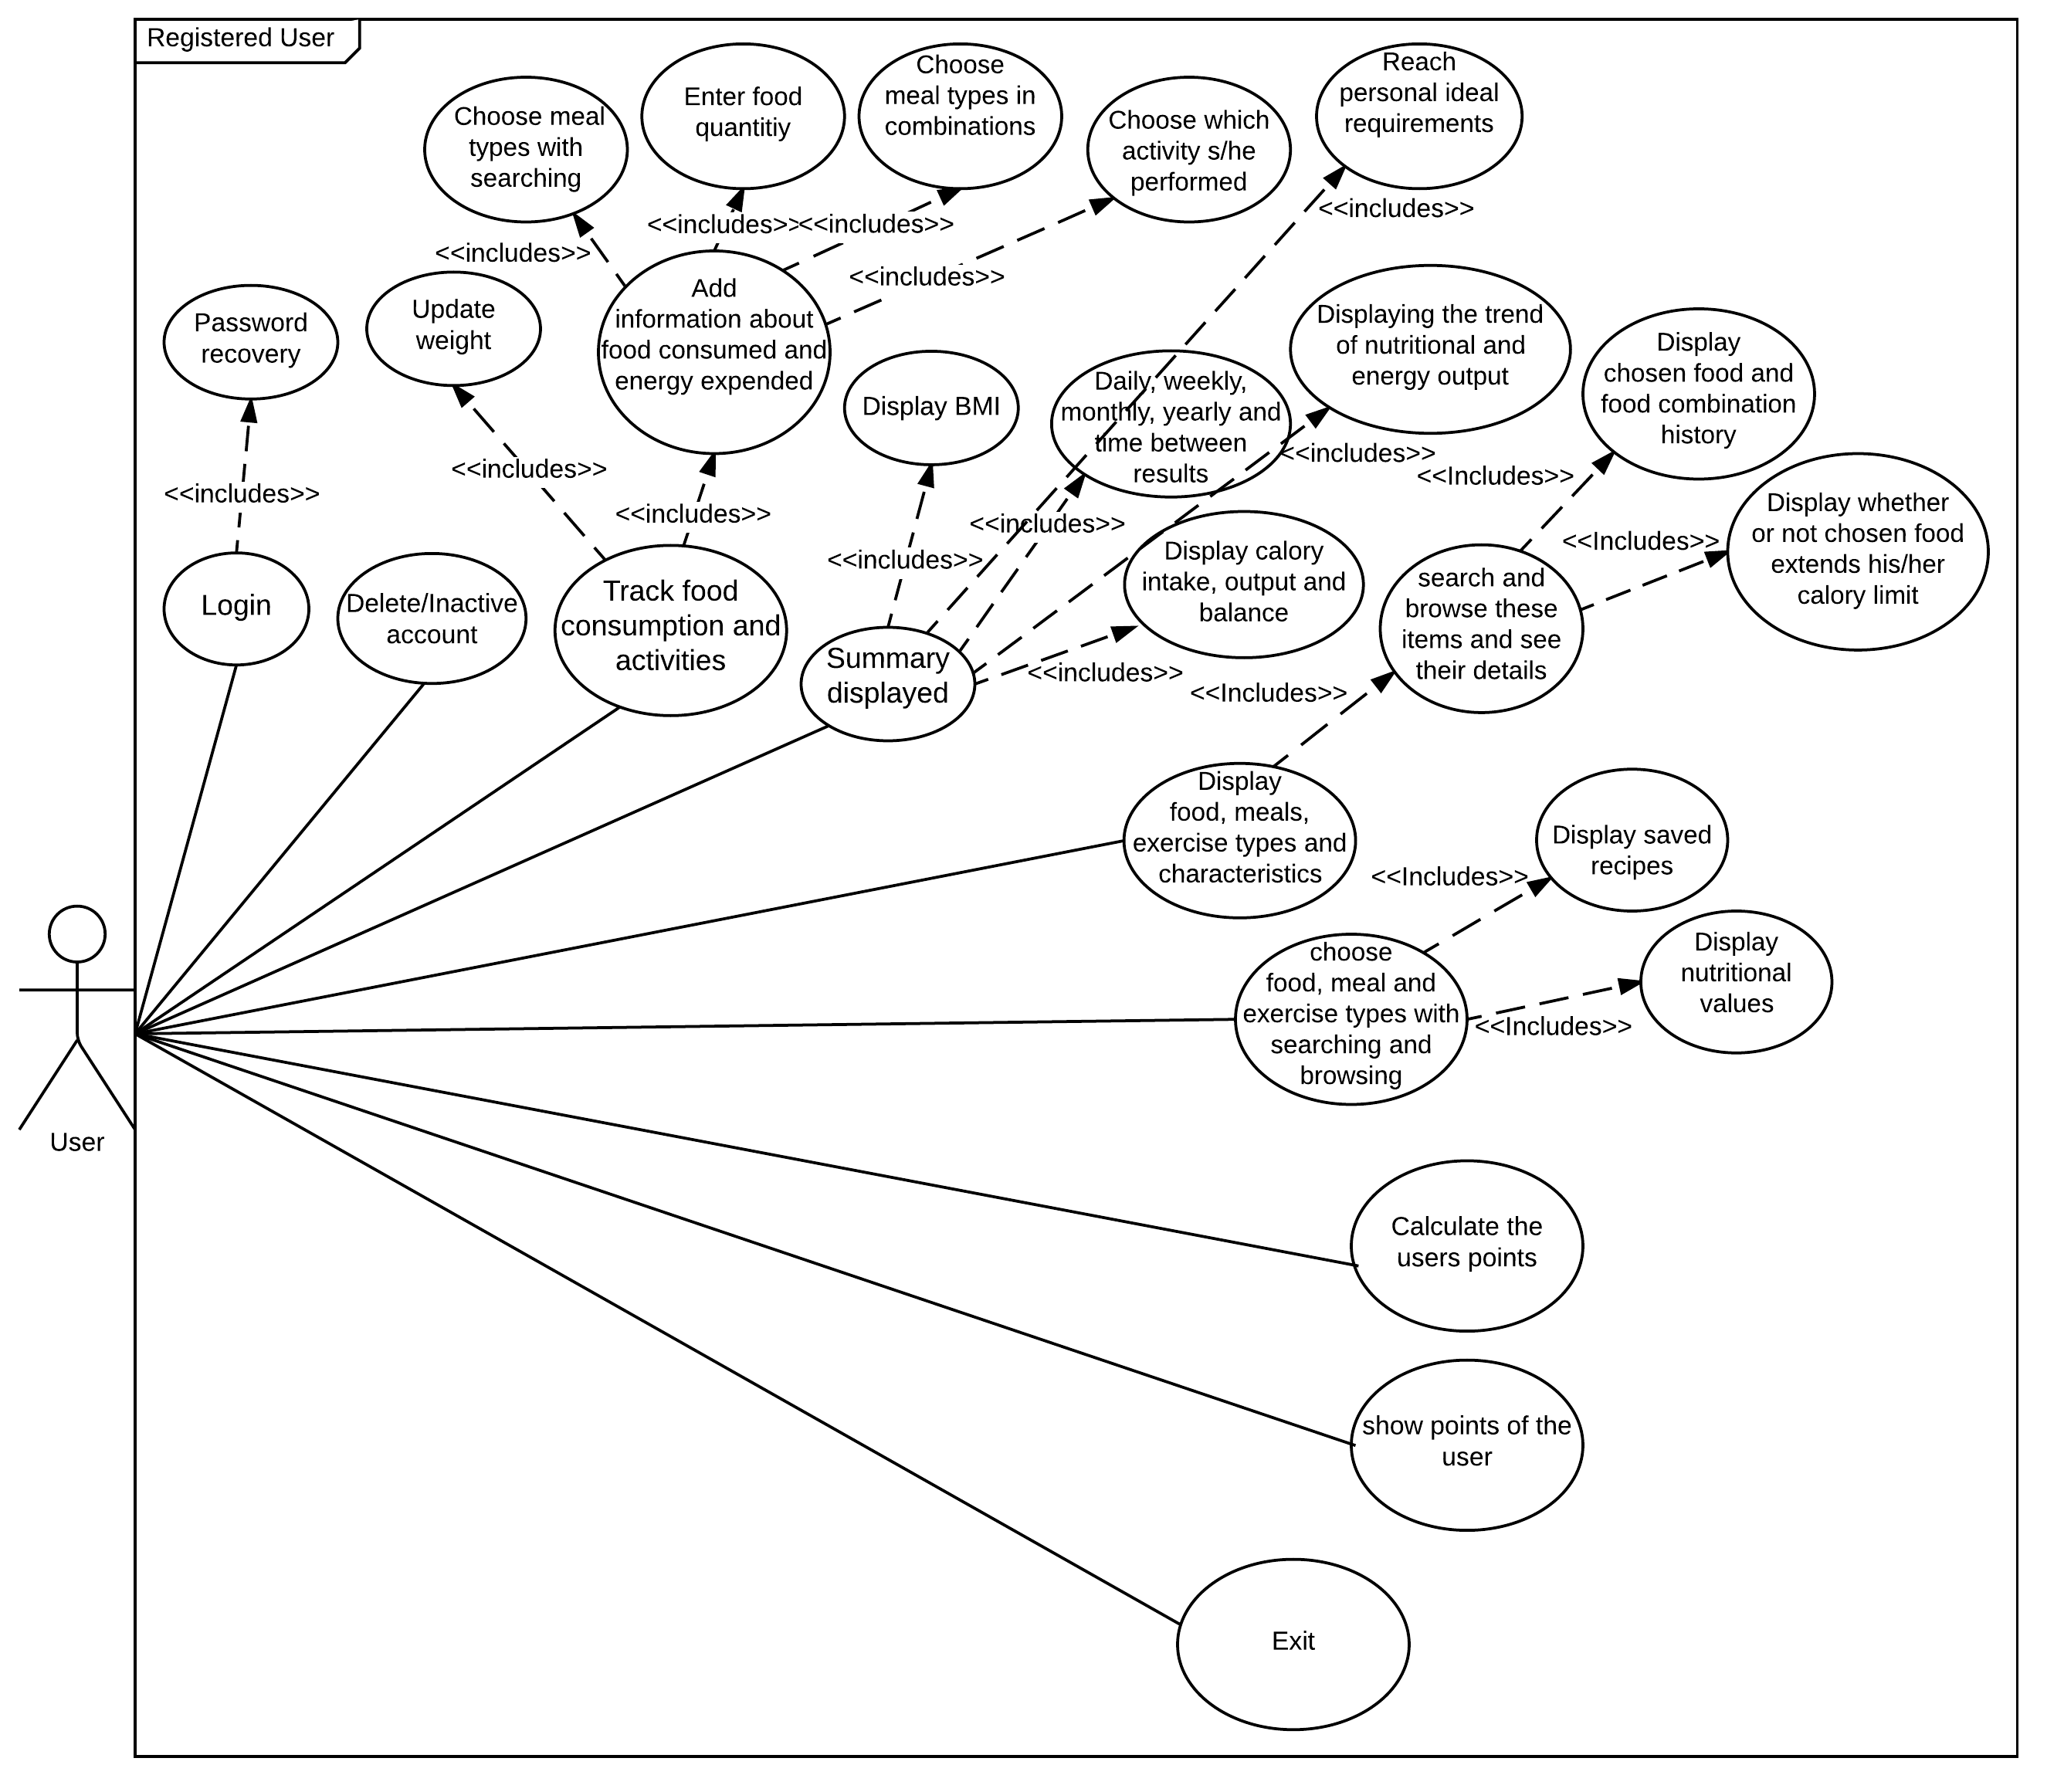 Registered User
Choose meal
types with
searching
Enter food
quantitiy
Choose
meal types in
combinations
Choose which
activity s/he
performed
Reach
personal ideal
requirements
<<includes>>
<<includes>>
<<includes>>
<<includes>>
<<includes>>
Password
recovery
Update
weight
Add
information about
food consumed and
energy expended
Display BMI
Daily, weekly,
monthly, yearly and
time between
results
Displaying the trend
of nutritional and
energy output
Display
chosen food and
food combination
history
<<includes>>
<<includes>>
<<includes>>
<<includes>>
<<includes>>
<<includes>>
<<Includes>>
<<Includes>>
Display whether
or not chosen food
extends his/her
calory limit
Login
Delete/Inactive
account
Track food
consumption and
activities
Summary
displayed
Display calory
intake, output and
balance
search and
browse these
items and see
their details
<<includes>>
<<Includes>>
Display
food, meals,
exercise types and
characteristics
Display saved
recipes
<<Includes>>
choose
food, meal and
exercise types with
searching and
browsing
Display
nutritional
values
<<Includes>>
User
Calculate the
users points
show points of the
user
Exit